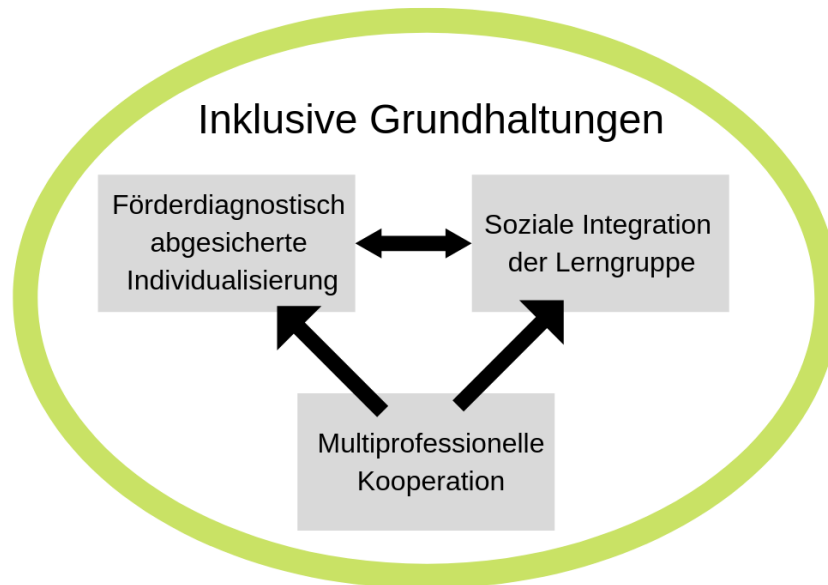 Inklusive Grundhaltungen
Förderdiagnostisch
abgesicherte
Individualisierung
Soziale Integration
der Lerngruppe
Multiprofessionelle
Kooperation